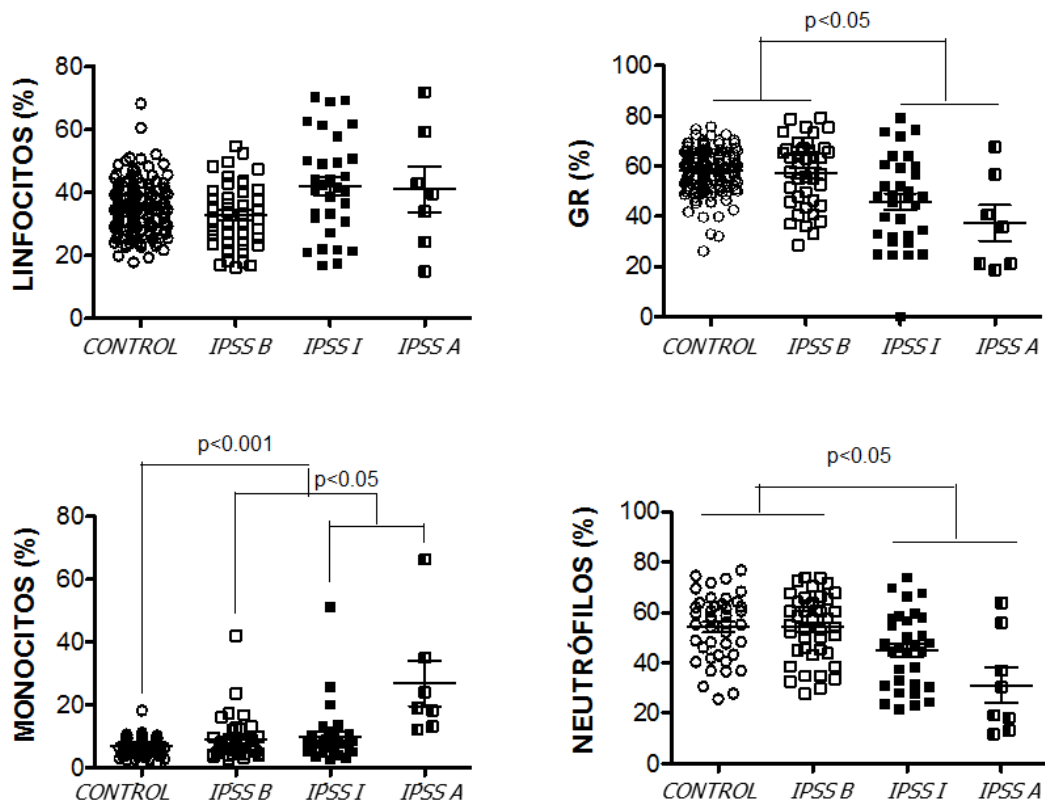 LINFOCITOS (%)
80
60
40
20
0
CONTROL IPSS B IPSS I IPSS A
p<0.05
GR (%)
100
80
60
40
20
0
CONTROL IPSS B IPSS I IPSS A
p<0.001
p<0.05
MONOCITOS (%)
80
60
40
20
0
CONTROL IPSS B IPSS I IPSS A
p<0.05
NEUTRÓFILOS (%)
100
80
60
40
20
0
CONTROL IPSS B IPSS I IPSS A